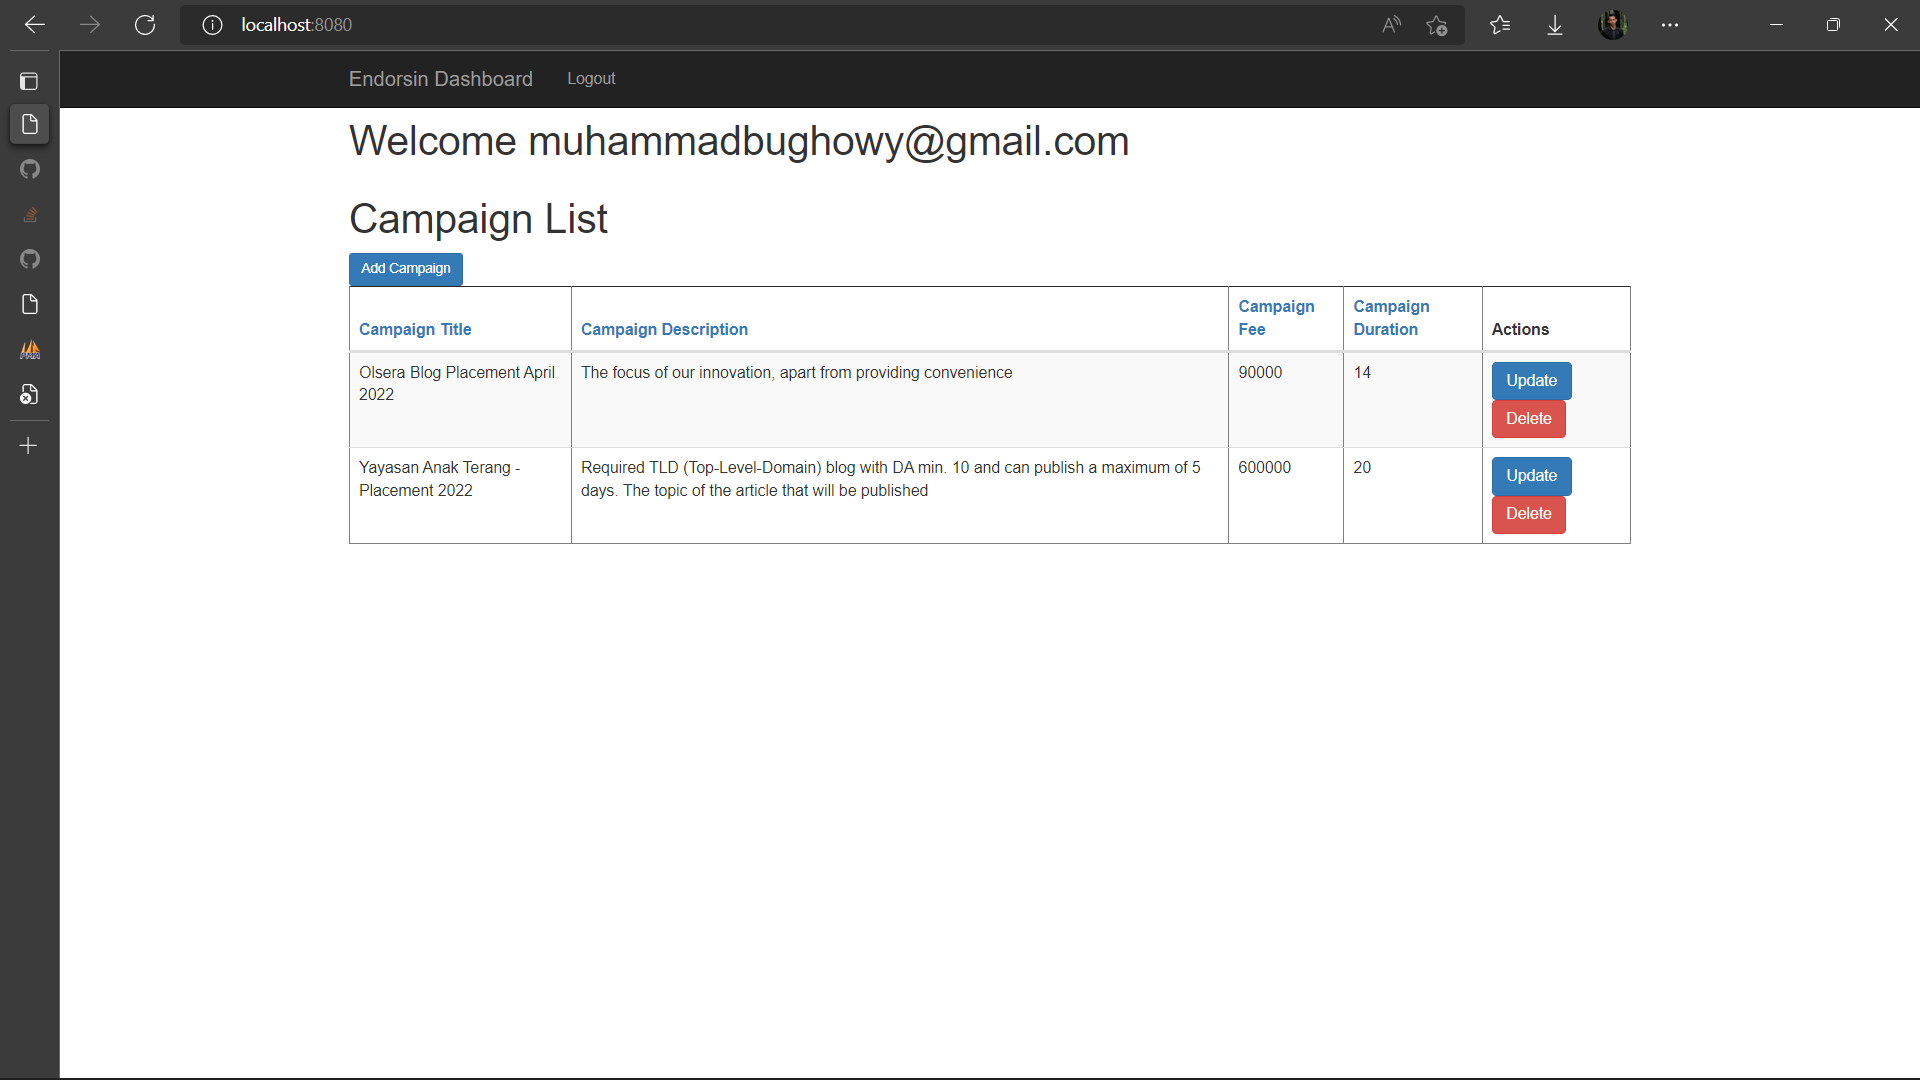 localhost:8080
Endorsin Dashboard Logout
Welcome muhammadbughowy@gmail.com
Campaign List
Add Campaign
Campaign Title
Campaign Description
Campaign
Fee
Campaign
Duration
Actions
Olsera Blog Placement April
2022
The focus of our innovation, apart from providing convenience
90000
14
Update
Delete
Yayasan Anak Terang -
Placement 2022
Required TLD (Top-Level-Domain) blog with DA min. 10 and can publish a maximum of 5
days. The topic of the article that will be published
600000
20
Update
Delete